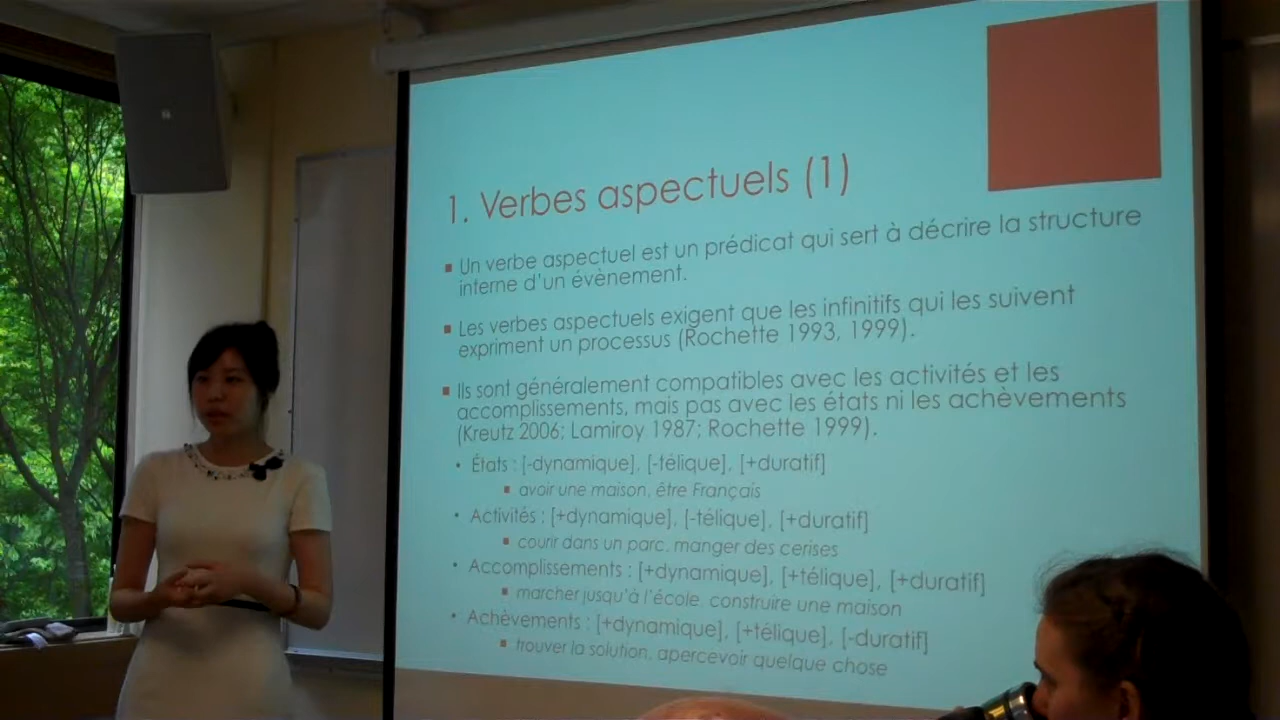 1. Verbes aspectuels (1)
Un verbe aspectuel est un prédicat qui sert à décrire la structure
interne d'un évènement.
Les verbes aspectuels exigent que les infinitifs qui les suivent
expriment un processus (Rochette 1993, 1999).
Ils sont généralement compatibles avec les activités et les
accomplissements, mais pas avec les états ni les achèvements
(Kreutz 2006; Lamiroy 1987; Rochette 1999).
États : [-dynamique], [-télique], [+duratif]
avoir une maison, être Français
Activités : [+dynamique], [-télique], [+duratif]
courir dans un parc, manger des cerises
Accomplissements : [+dynamique], [+télique], [+duratif]
marcher jusqu'à l'école construire une maison
Achèvements : [+dynamique], [+télique], [-duratif]
trouver la solution, apercevoir quelque chose